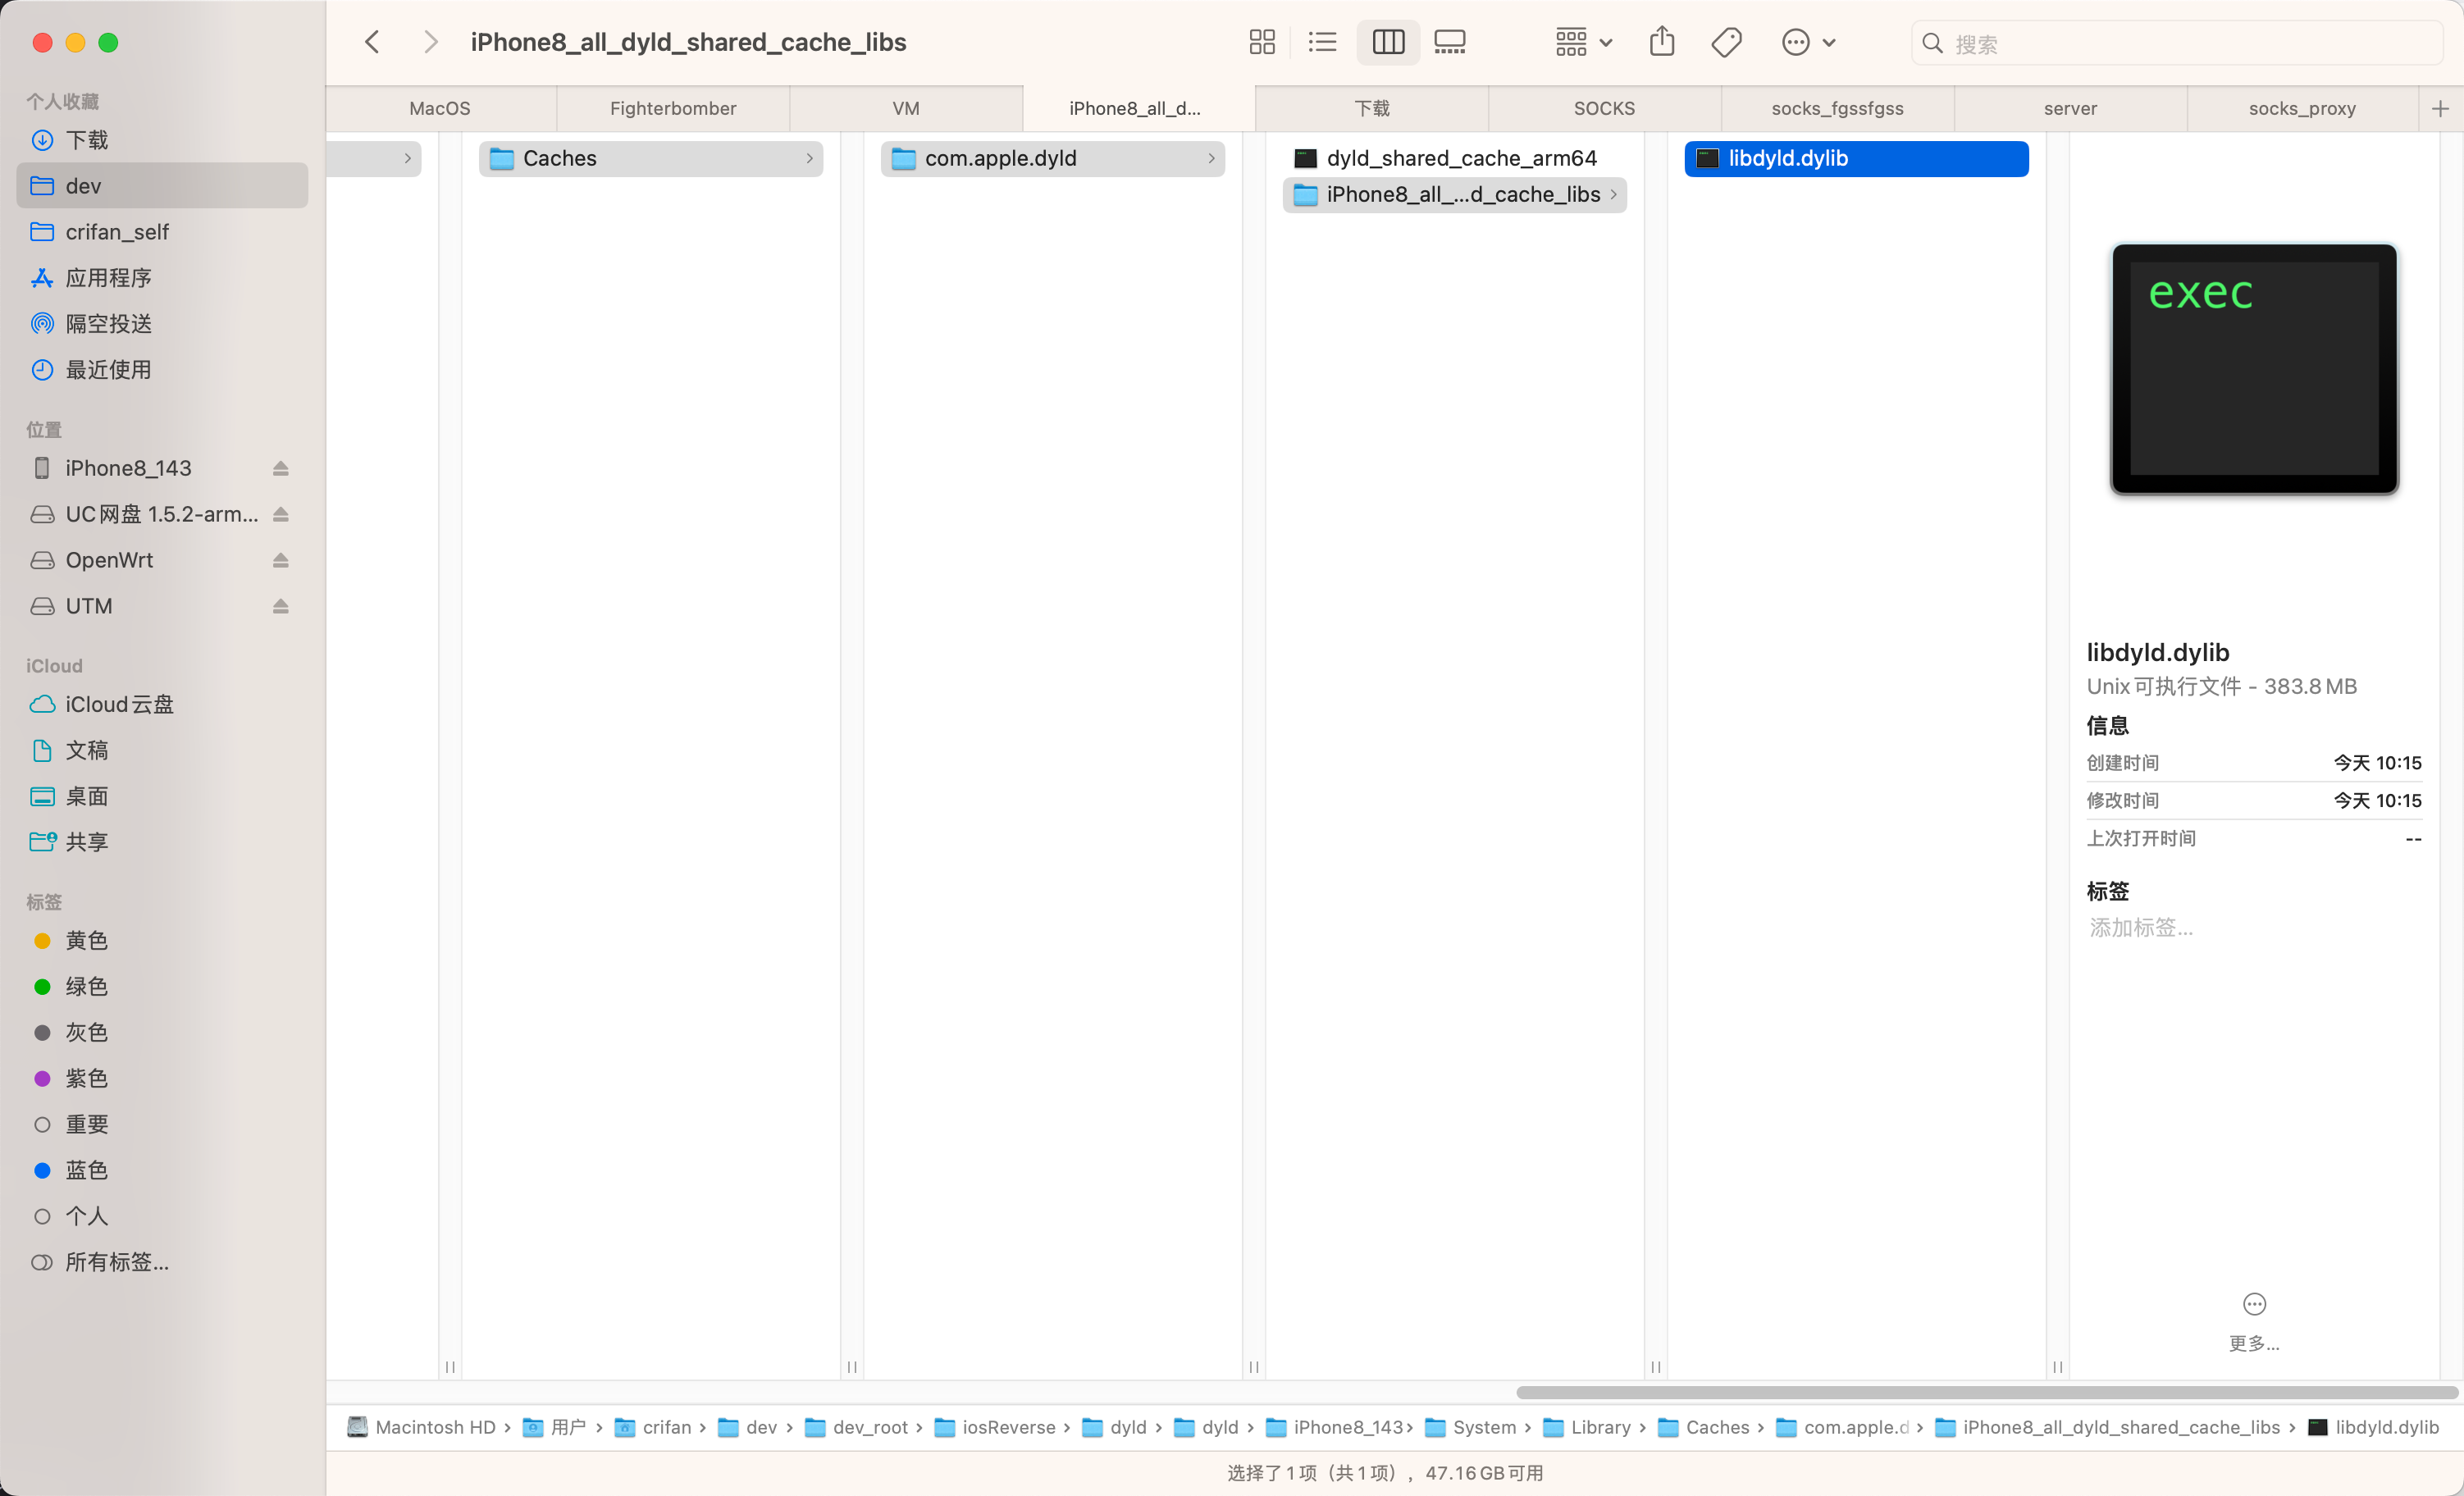 iPhone8_all_dyld_shared_cache_libs
搜索
MacOS
Fighterbomber
VM
iPhone8_all_d...
下载
SOCKS
socks_fgssfgss
server
socks_proxy
个人收藏
下载
dev
crifan_self
应用程序
隔空投送
最近使用
位置
iPhone8_143
UC网盘 1.5.2-arm...
OpenWrt
UTM
iCloud
iCloud云盘
文稿
桌面
共享
标签
黄色
绿色
灰色
紫色
重要
蓝色
个人
所有标签...
Caches
com.apple.dyld
dyld_shared_cache_arm64
iPhone8_all_...d_cache_libs
libdyld.dylib
exec
libdyld.dylib
Unix可执行文件 - 383.8 MB
信息
创建时间 今天 10:15
修改时间 今天 10:15
上次打开时间 --
标签
添加标签...
更多...
Macintosh HD › 用户 › crifan › dev › dev_root › iosReverse › dyld › dyld › iPhone8_143 › System › Library › Caches › com.apple.d › iPhone8_all_dyld_shared_cache_libs › libdyld.dylib
选择了1项（共1项），47.16 GB可用